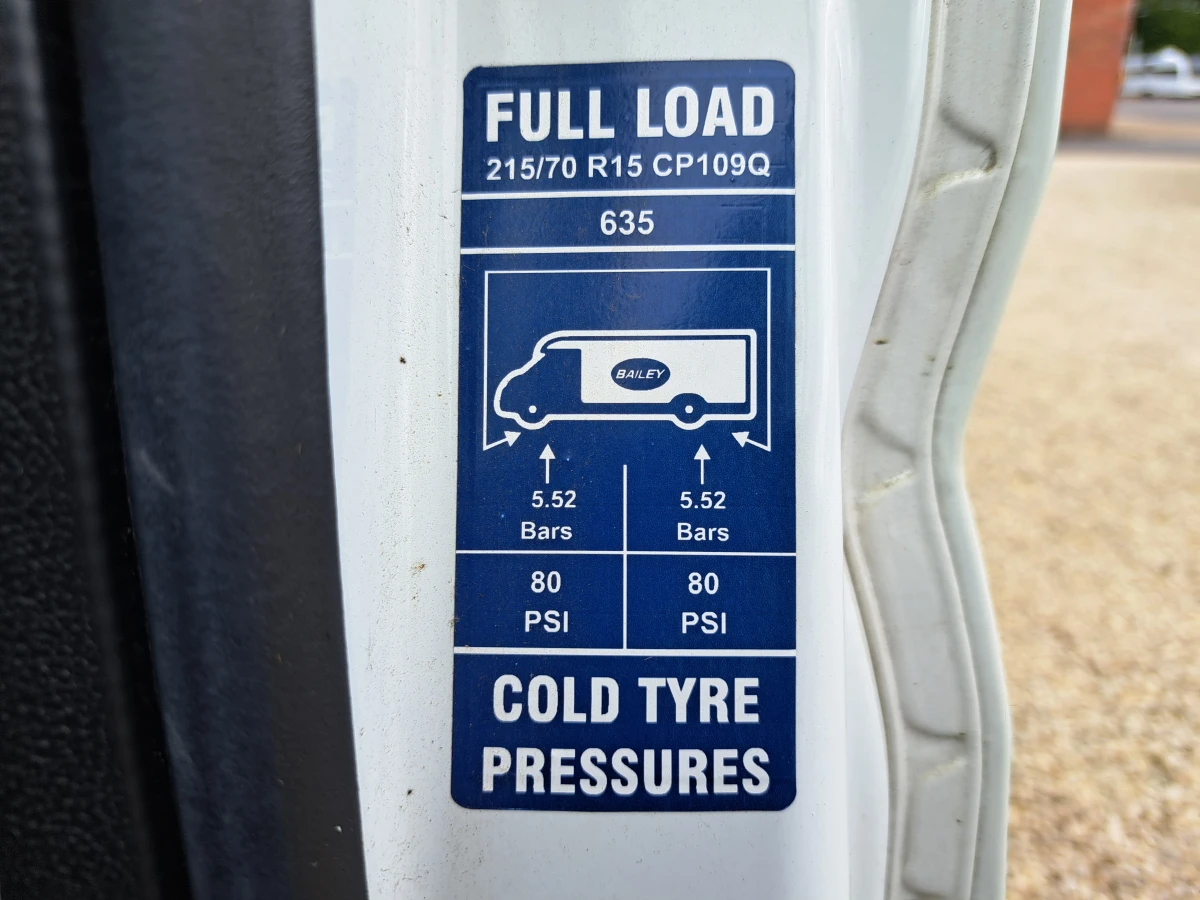 FULL LOAD
215/70 R15 CP109Q
635
BAILEY
5.52 5.52
Bars Bars
80 80
PSI PSI
COLD TYRE
PRESSURES